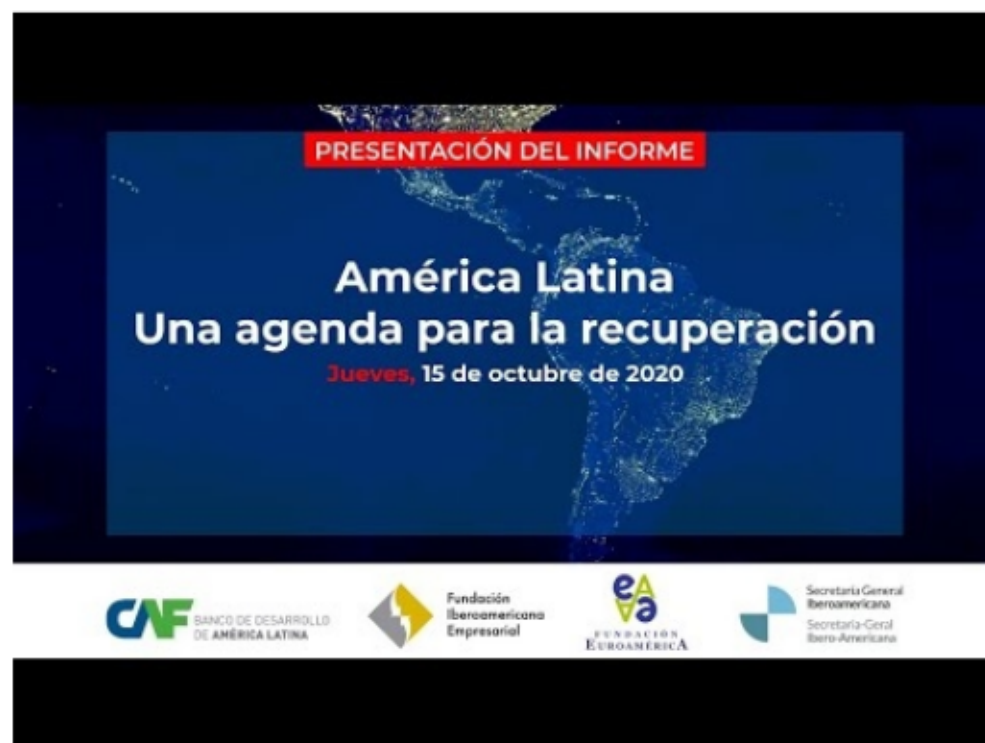 PRESENTACIÓN DEL INFORME
América Latina
Una agenda para la recuperación
Jueves, 15 de octubre de 2020
CAF BANCO DE DESARROLLO
DE AMÉRICA LATINA
Fundación
Iberoamericana
Empresarial
FUNDACIÓN
EUROAMÉRICA
Secretaría General
Iberoamericana
Secretaria-Geral
Ibero-Americana